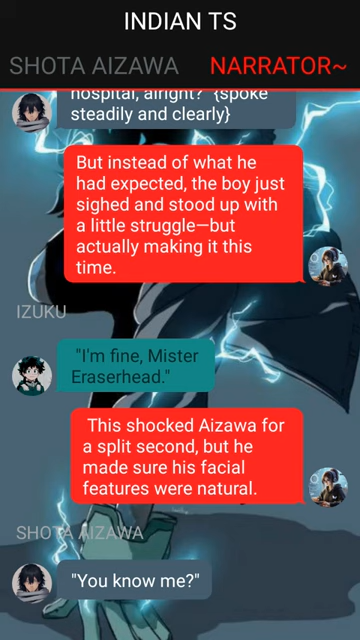 INDIAN TS
SHOTA AIZAWA NARRATOR~
hospital, alright? {spoke
steadily and clearly}
But instead of what he
had expected, the boy just
sighed and stood up with
a little struggle—but
actually making it this
time.
IZUKU
"I'm fine, Mister
Eraserhead."
This shocked Aizawa for
a split second, but he
made sure his facial
features were natural.
SHOTA AIZAWA
"You know me?"